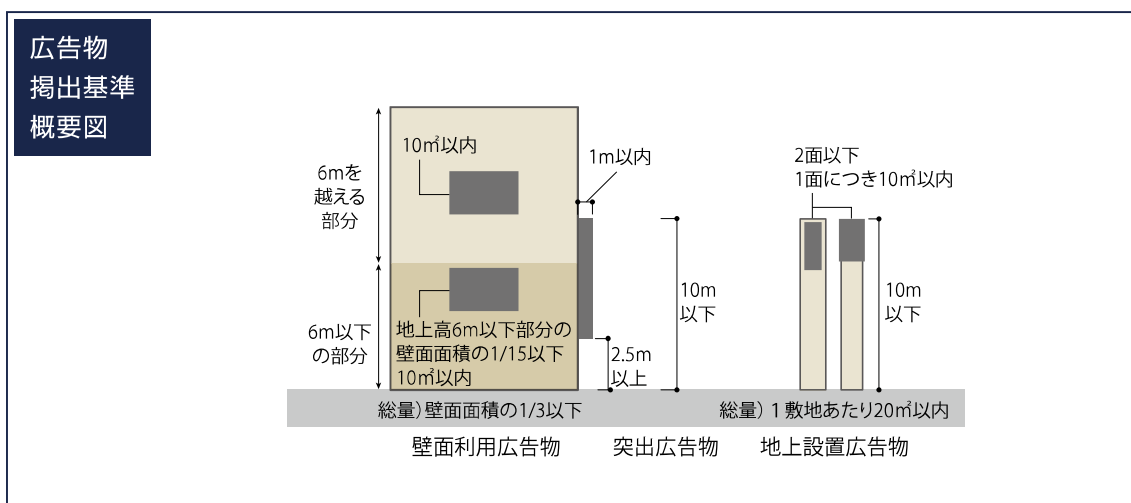 広告物
掲出基準
概要図
6mを
越える
部分
10㎡以内
1m以内
6m以下
の部分
地上高6m以下部分の
壁面面積の1/15以下
10㎡以内
2.5m
以上
10m
以下
2面以下
1面につき10㎡以内
10m
以下
総量）壁面面積の1/3以下
総量）１敷地あたり20㎡以内
壁面利用広告物
突出広告物
地上設置広告物